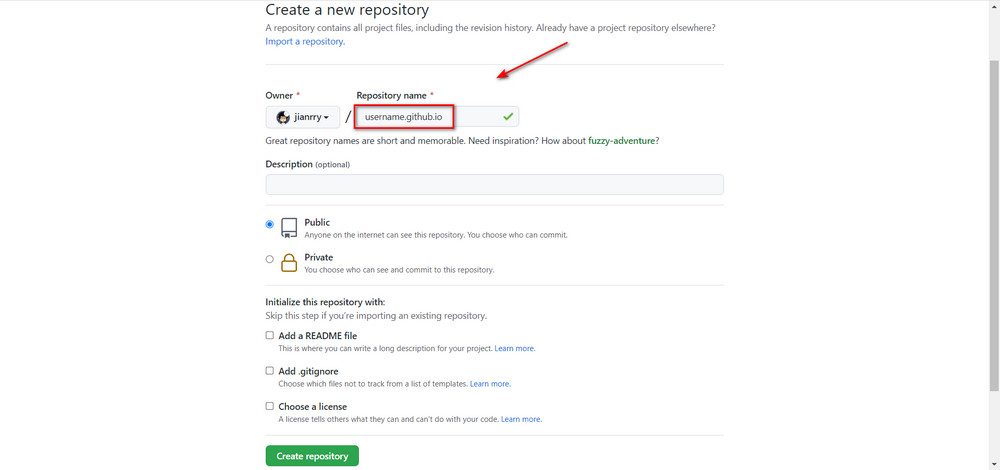 Create a new repository
A repository contains all project files, including the revision history. Already have a project repository elsewhere?
Import a repository.
Owner * Repository name *
jianrry / username.github.io
Great repository names are short and memorable. Need inspiration? How about fuzzy-adventure?
Description (optional)
Public
Anyone on the internet can see this repository. You choose who can commit.
Private
You choose who can see and commit to this repository.
Initialize this repository with:
Skip this step if you're importing an existing repository.
Add a README file
This is where you can write a long description for your project. Learn more.
Add .gitignore
Choose which files not to track from a list of templates. Learn more.
Choose a license
A license tells others what they can and can't do with your code. Learn more.
Create repository